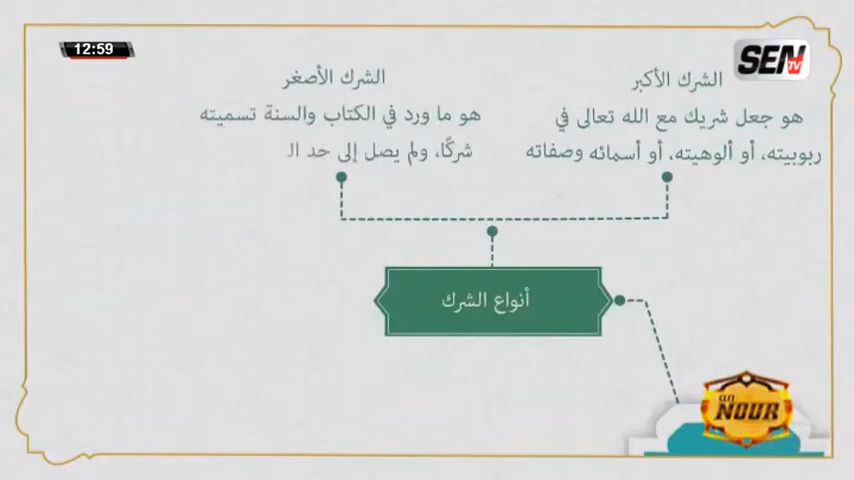 12:59
SEN TV
الشرك الأكبر
هو جعل شريك مع الله تعالى في
ربوبيته، أو ألوهيته، أو أسمائه وصفاته
الشرك الأصغر
هو ما ورد في الكتاب والسنة تسميته
شركًا، ولم يصل إلى حد الـ
أنواع الشرك
an
NOUR